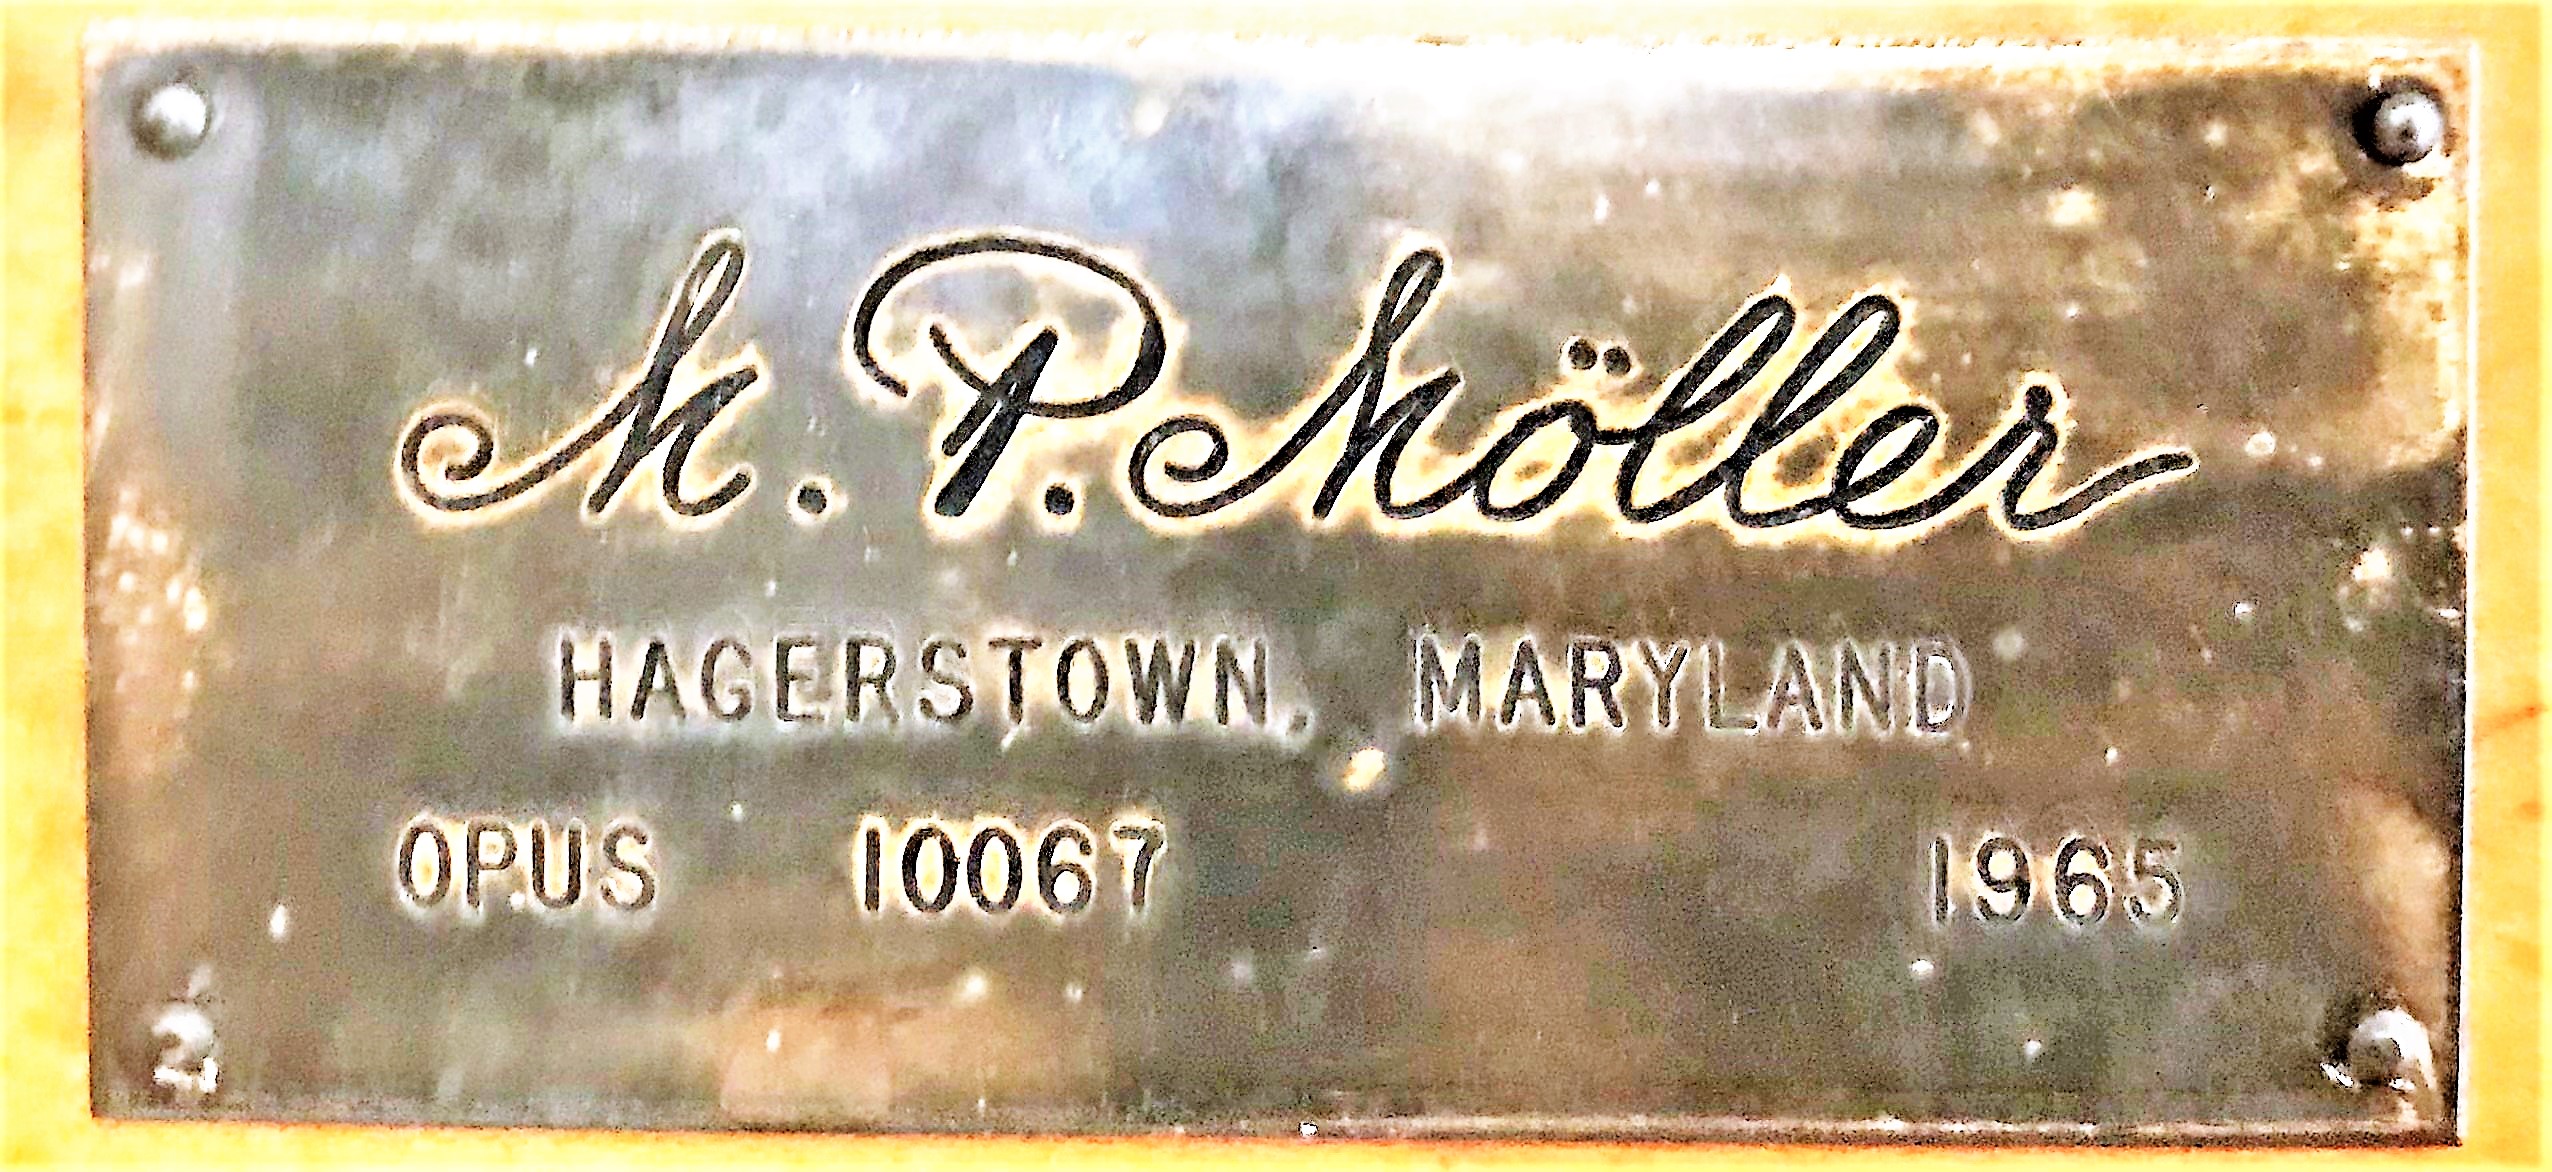 M. P. Möller
HAGERSTOWN, MARYLAND
OPUS 10067 1965